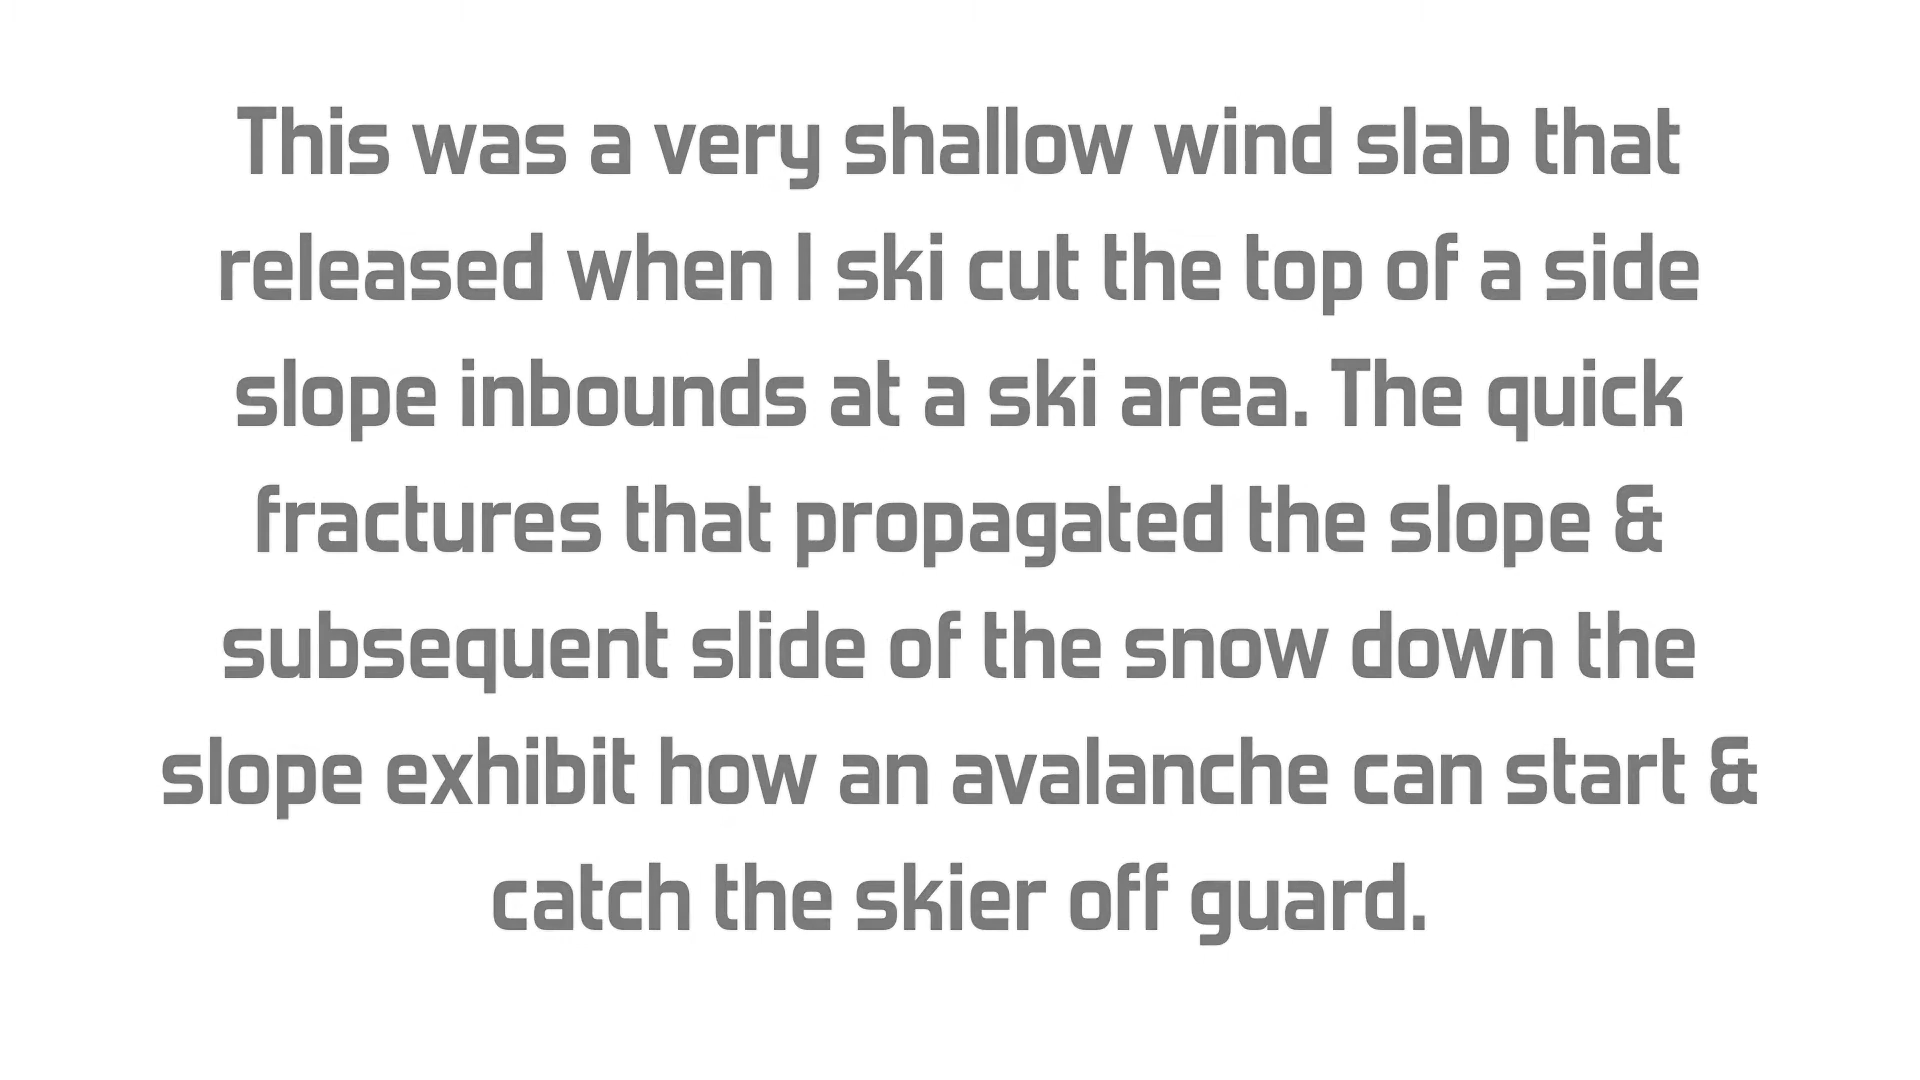 This was a very shallow wind slab that
released when I ski cut the top of a side
slope inbounds at a ski area. The quick
fractures that propagated the slope &
subsequent slide of the snow down the
slope exhibit how an avalanche can start &
catch the skier off guard.